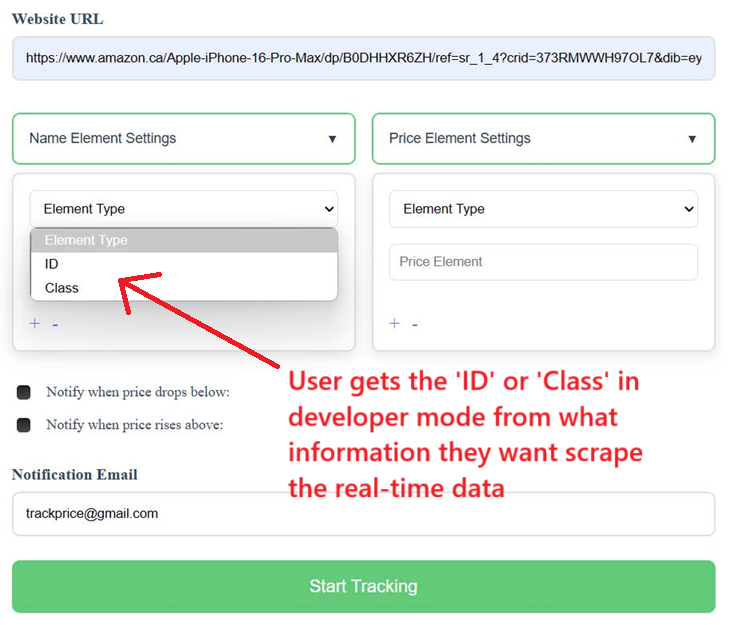 Website URL
https://www.amazon.ca/Apple-iPhone-16-Pro-Max/dp/B0DHHXR6ZH/ref=sr_1_4?crid=373RMWWH97OL7&dib=ey
Name Element Settings ▼
Price Element Settings ▼
Element Type
Element Type
Element Type
ID
Class
Price Element
+ -
+ -
Notify when price drops below:
Notify when price rises above:
User gets the 'ID' or 'Class' in
developer mode from what
information they want scrape
the real-time data
Notification Email
trackprice@gmail.com
Start Tracking